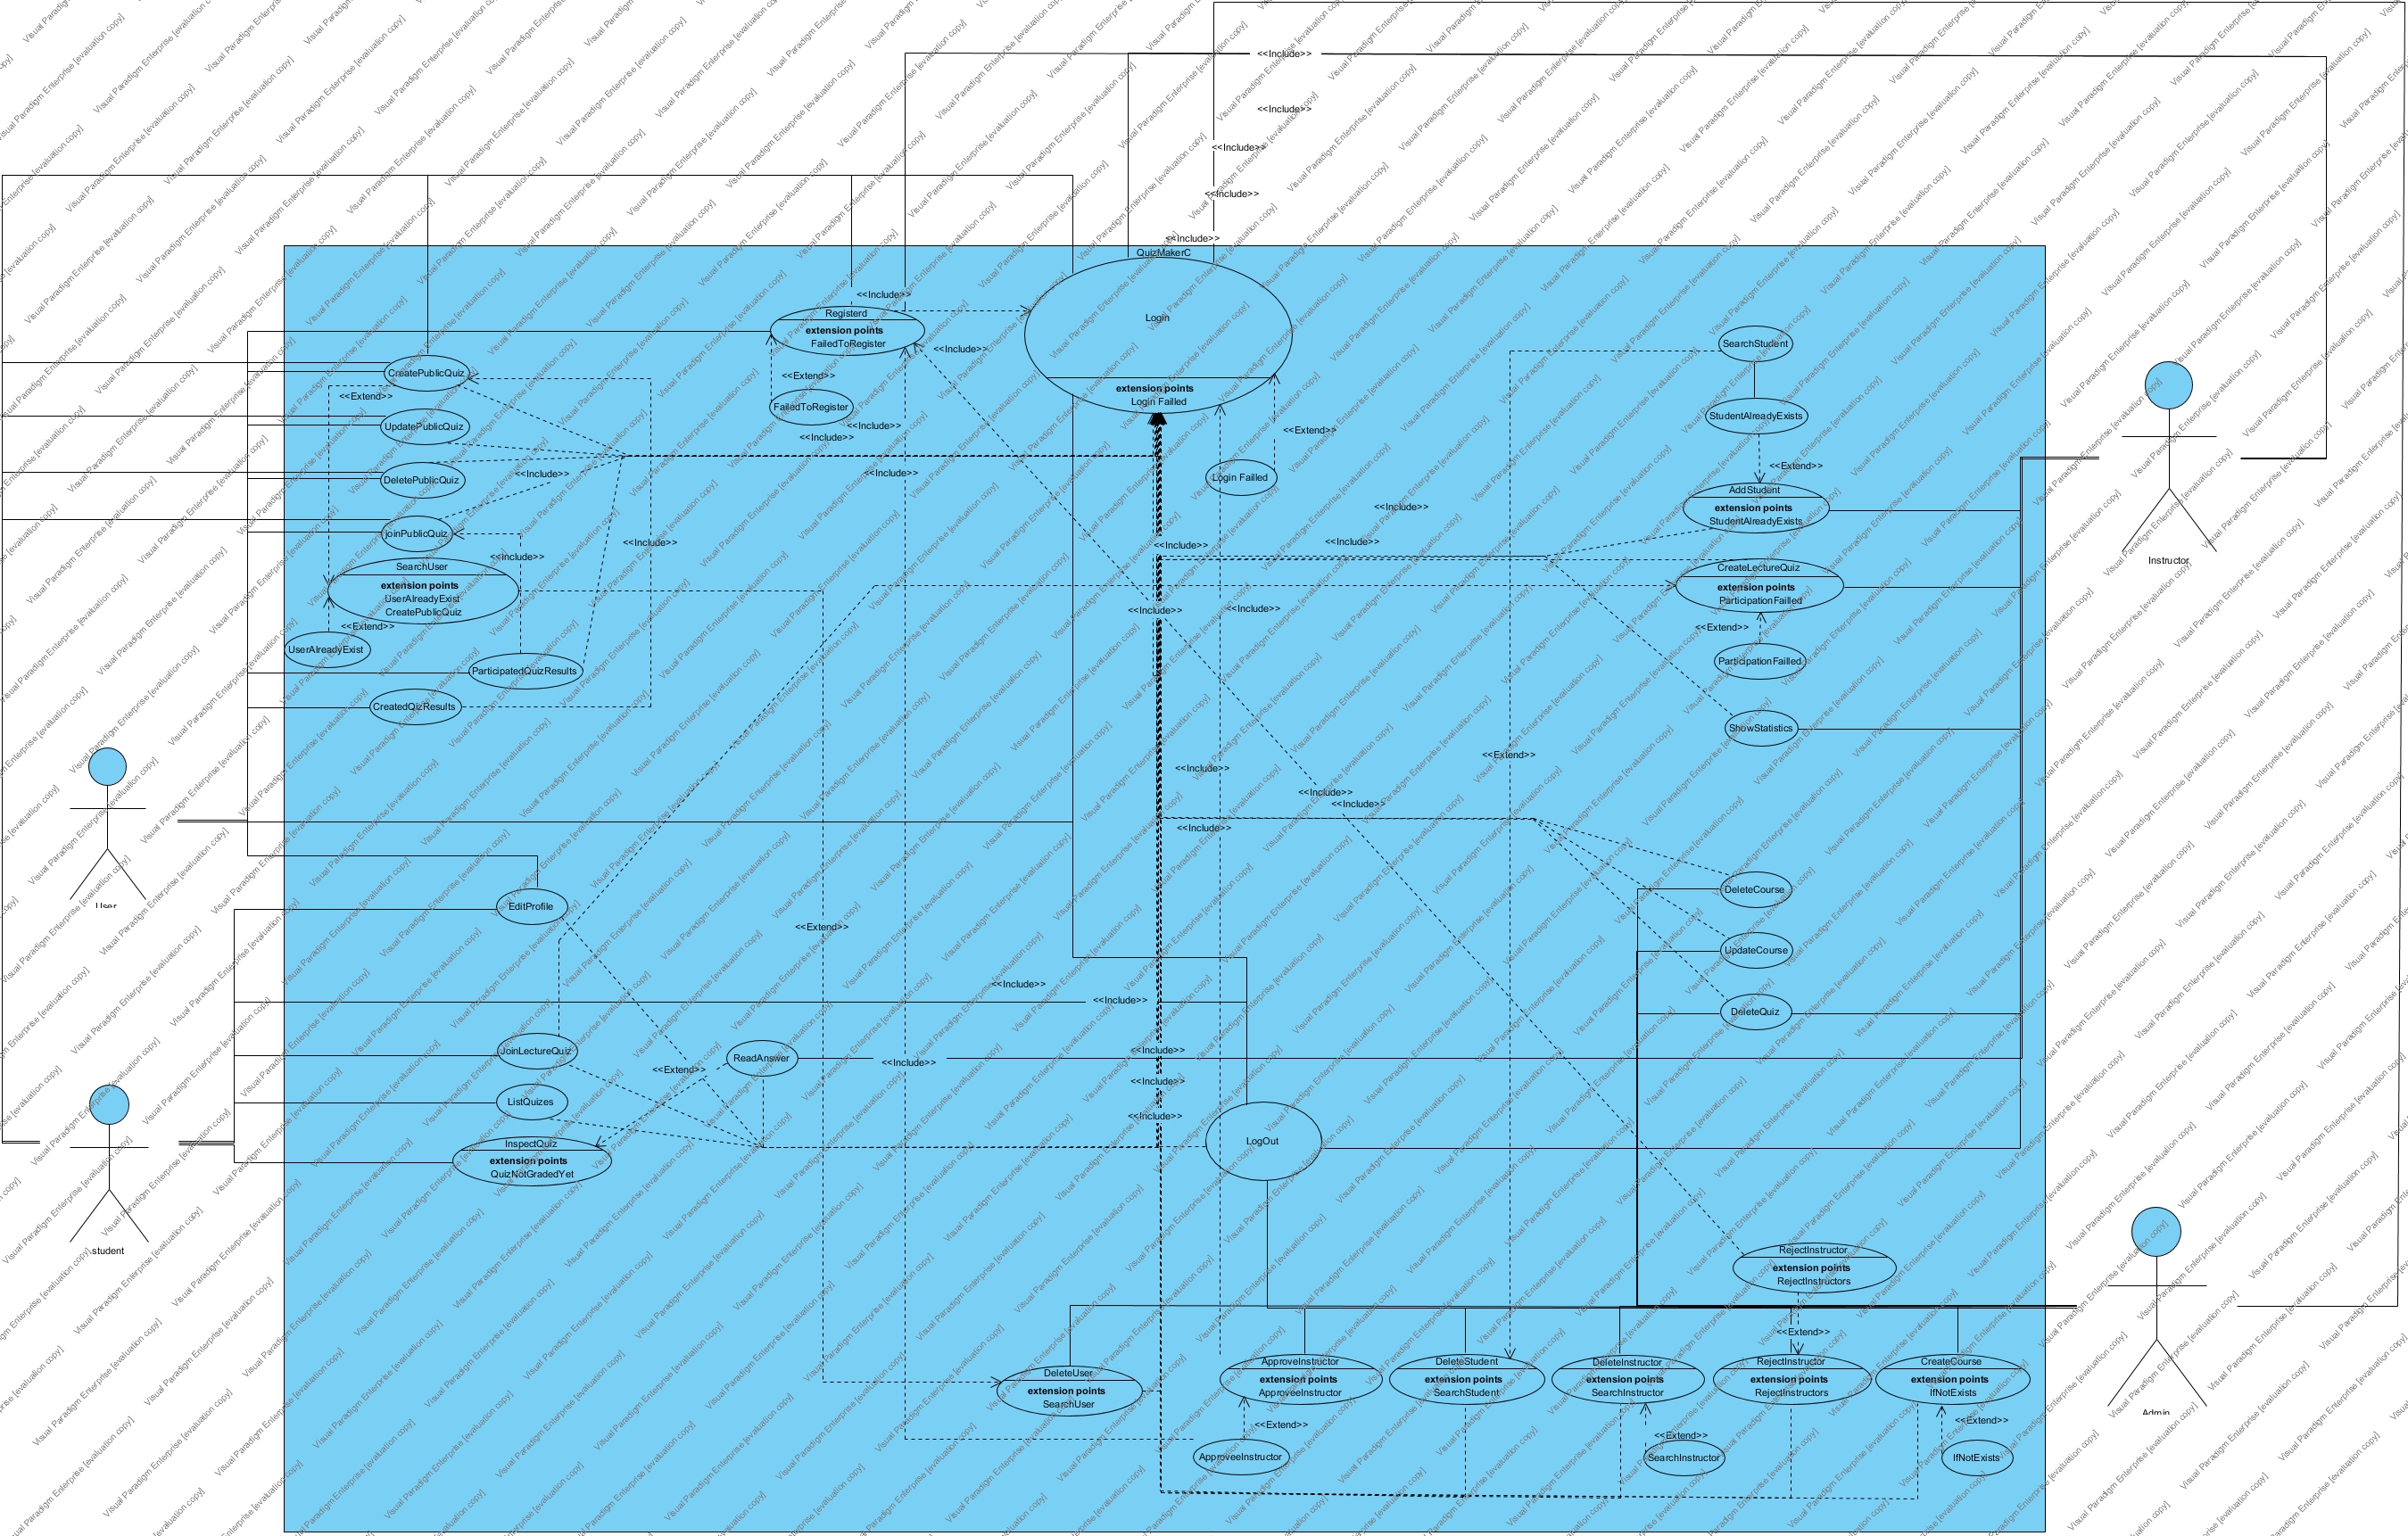 <<Include>>
<<Include>>
<<Include>>
<<Include>>
<<Include>>
QuizMakerC
<<Include>>
Registerd
extension points
FailedToRegister
Login
extension points
Login Failled
<<Include>>
SearchStudent
CreatePublicQuiz
<<Extend>>
<<Extend>>
FailedToRegister
StudentAlreadyExists
UpdatePublicQuiz
<<Include>>
<<Include>>
<<Extend>>
<<Extend>>
DeletePublicQuiz
<<Include>>
<<Include>>
Login Failled
AddStudent
extension points
StudentAlreadyExists
<<Include>>
joinPublicQuiz
<<Include>>
<<Include>>
<<Include>>
<<Include>>
Instructor
SearchUser
extension points
UserAlreadyExist
CreatePublicQuiz
CreateLectureQuiz
extension points
ParticipationFailled
<<Include>>
<<Include>>
<<Extend>>
<<Extend>>
UserAlreadyExist
ParticipatedQuizResults
ParticipationFailled
CreatedQizResults
ShowStatistics
<<Extend>>
<<Include>>
<<Include>>
<<Include>>
<<Include>>
DeleteCourse
User
EditProfile
<<Extend>>
UpdateCourse
<<Include>>
<<Include>>
DeleteQuiz
JoinLectureQuiz
ReadAnswer
<<Include>>
<<Include>>
<<Extend>>
<<Include>>
ListQuizes
<<Include>>
InspectQuiz
extension points
QuizNotGradedYet
LogOut
student
RejectInstructor
extension points
RejectInstructors
<<Extend>>
DeleteUser
extension points
SearchUser
ApproveInstructor
extension points
ApproveeInstructor
DeleteStudent
extension points
SearchStudent
DeleteInstructor
extension points
SearchInstructor
RejectInstructor
extension points
RejectInstructors
CreateCourse
extension points
IfNotExists
Admin
<<Extend>>
<<Extend>>
<<Extend>>
ApproveeInstructor
SearchInstructor
IfNotExists
Visual Paradigm Enterprise [evaluation copy]